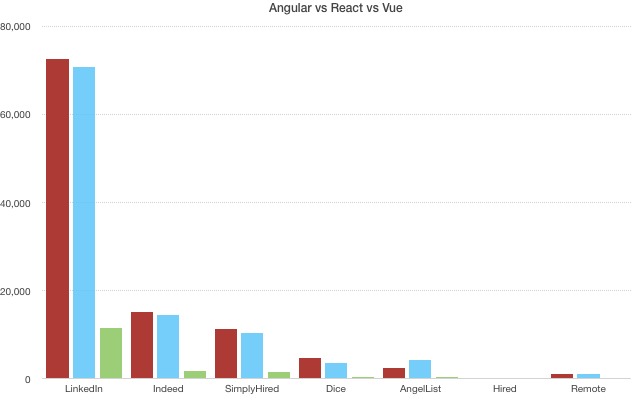 Angular vs React vs Vue
80,000
60,000
40,000
20,000
0
LinkedIn Indeed SimplyHired Dice AngelList Hired Remote